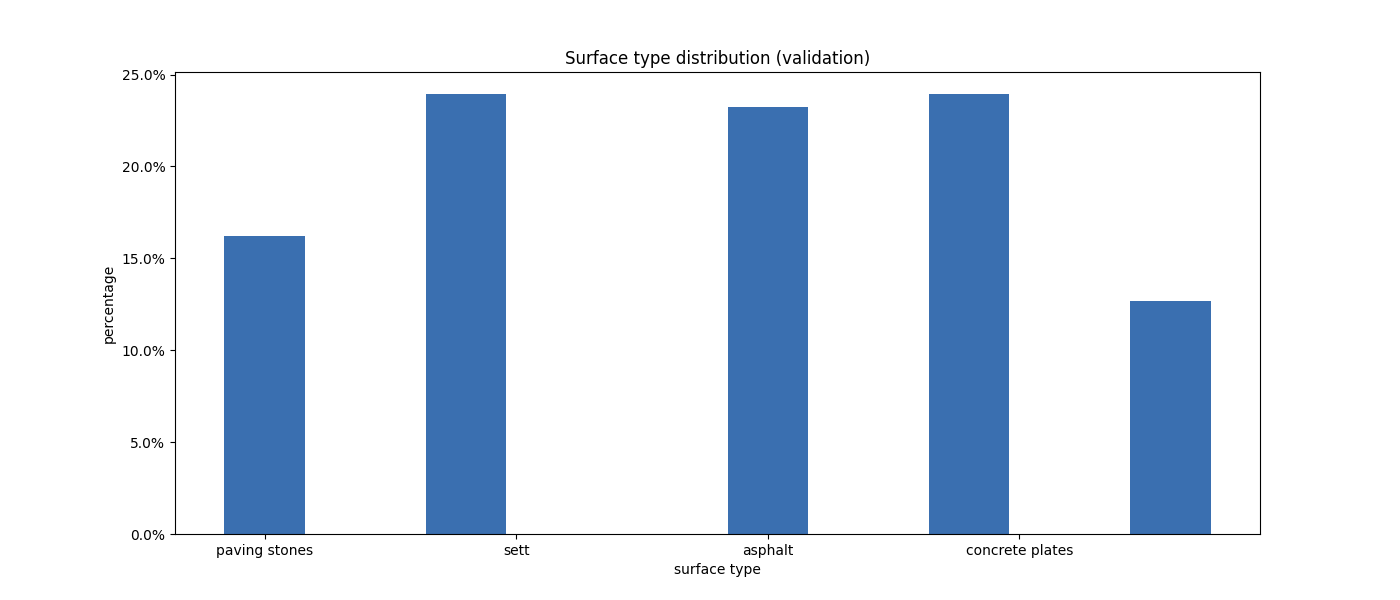 Surface type distribution (validation)
25.0%
20.0%
15.0%
10.0%
5.0%
0.0%
percentage
paving stones
sett
asphalt
concrete plates
surface type